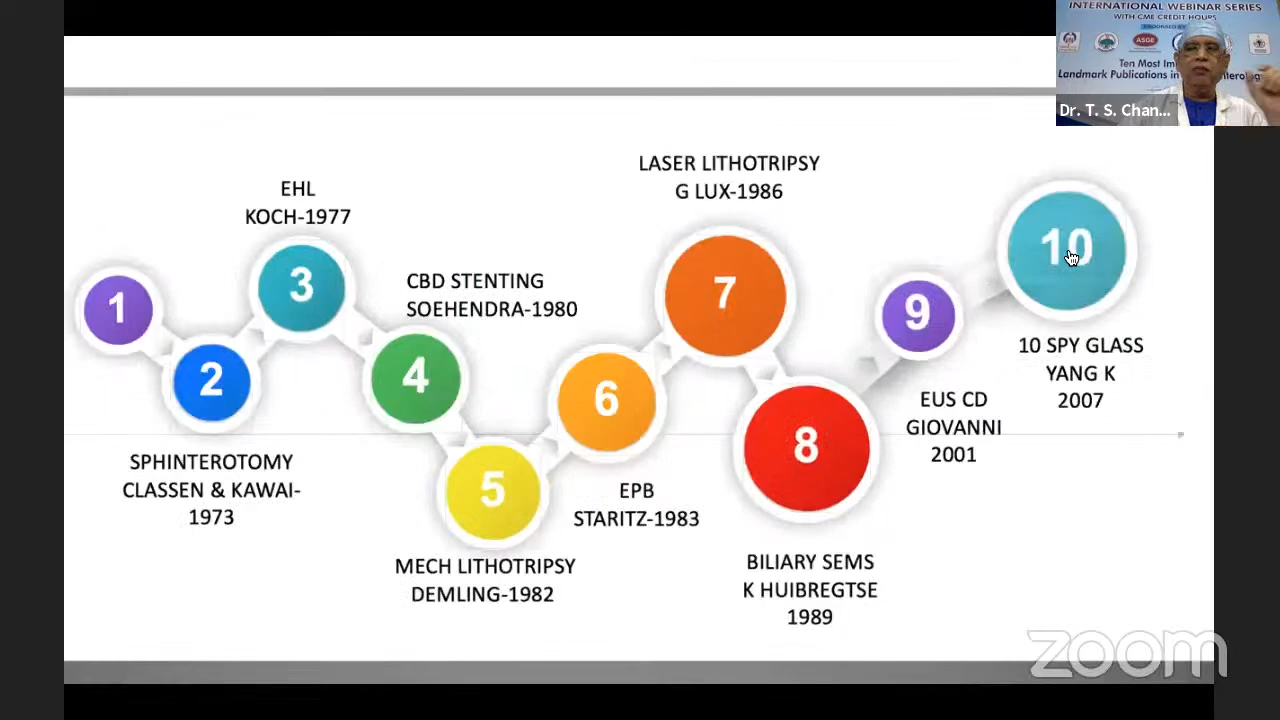 INTERNATIONAL WEBINAR SERIES
WITH CME CREDIT HOURS
ASGE
Ten Most Im
Landmark Publications in
Dr. T. S. Chan...
1
2
SPHINTEROTOMY
CLASSEN & KAWAI-
1973
EHL
KOCH-1977
3
CBD STENTING
SOEHENDRA-1980
4
5
MECH LITHOTRIPSY
DEMLING-1982
6
EPB
STARITZ-1983
LASER LITHOTRIPSY
G LUX-1986
7
8
BILIARY SEMS
K HUIBREGTSE
1989
9
EUS CD
GIOVANNI
2001
10
10 SPY GLASS
YANG K
2007
zoom